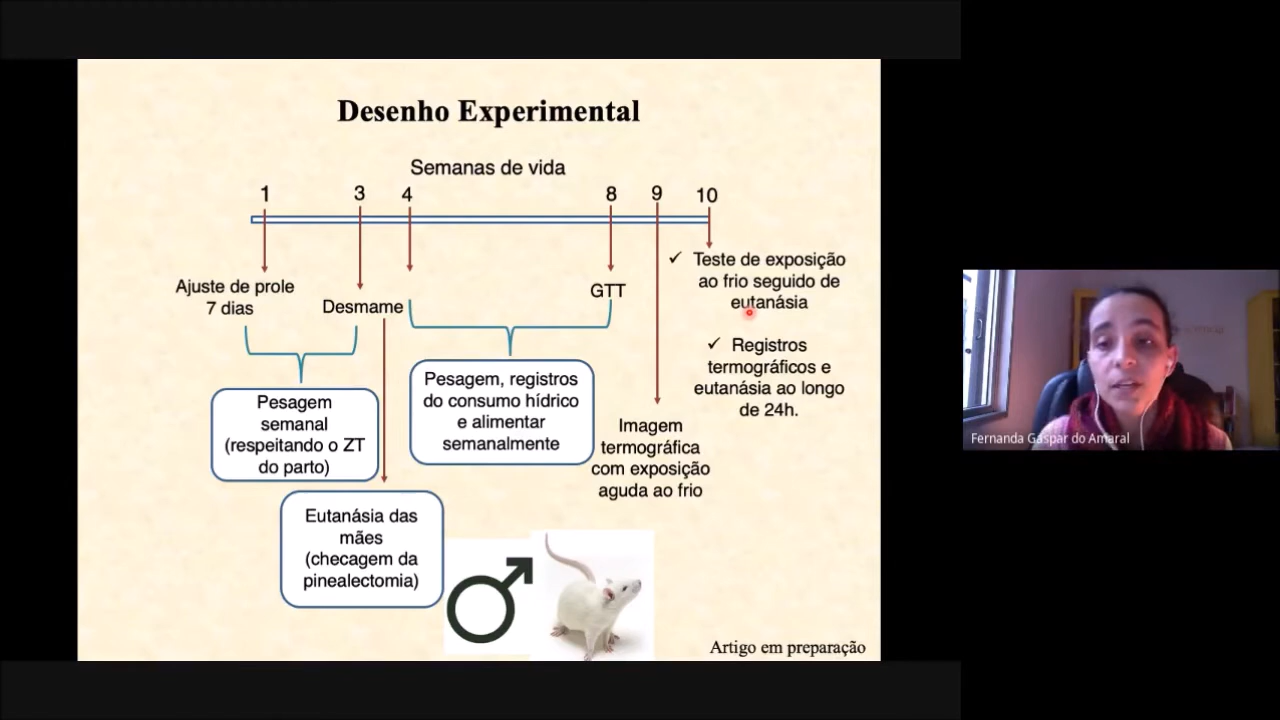 Desenho Experimental
Semanas de vida
1 3 4 8 9 10
Ajuste de prole
7 dias
Desmame
GTT
✓ Teste de exposição
ao frio seguido de
eutanásia
✓ Registros
termográficos e
eutanásia ao longo
de 24h.
Pesagem
semanal
(respeitando o ZT
do parto)
Pesagem, registros
do consumo hídrico
e alimentar
semanalmente
Imagem
termográfica
com exposição
aguda ao frio
Eutanásia das
mães
(checagem da
pinealectomia)
Artigo em preparação
Fernanda Gaspar do Amaral